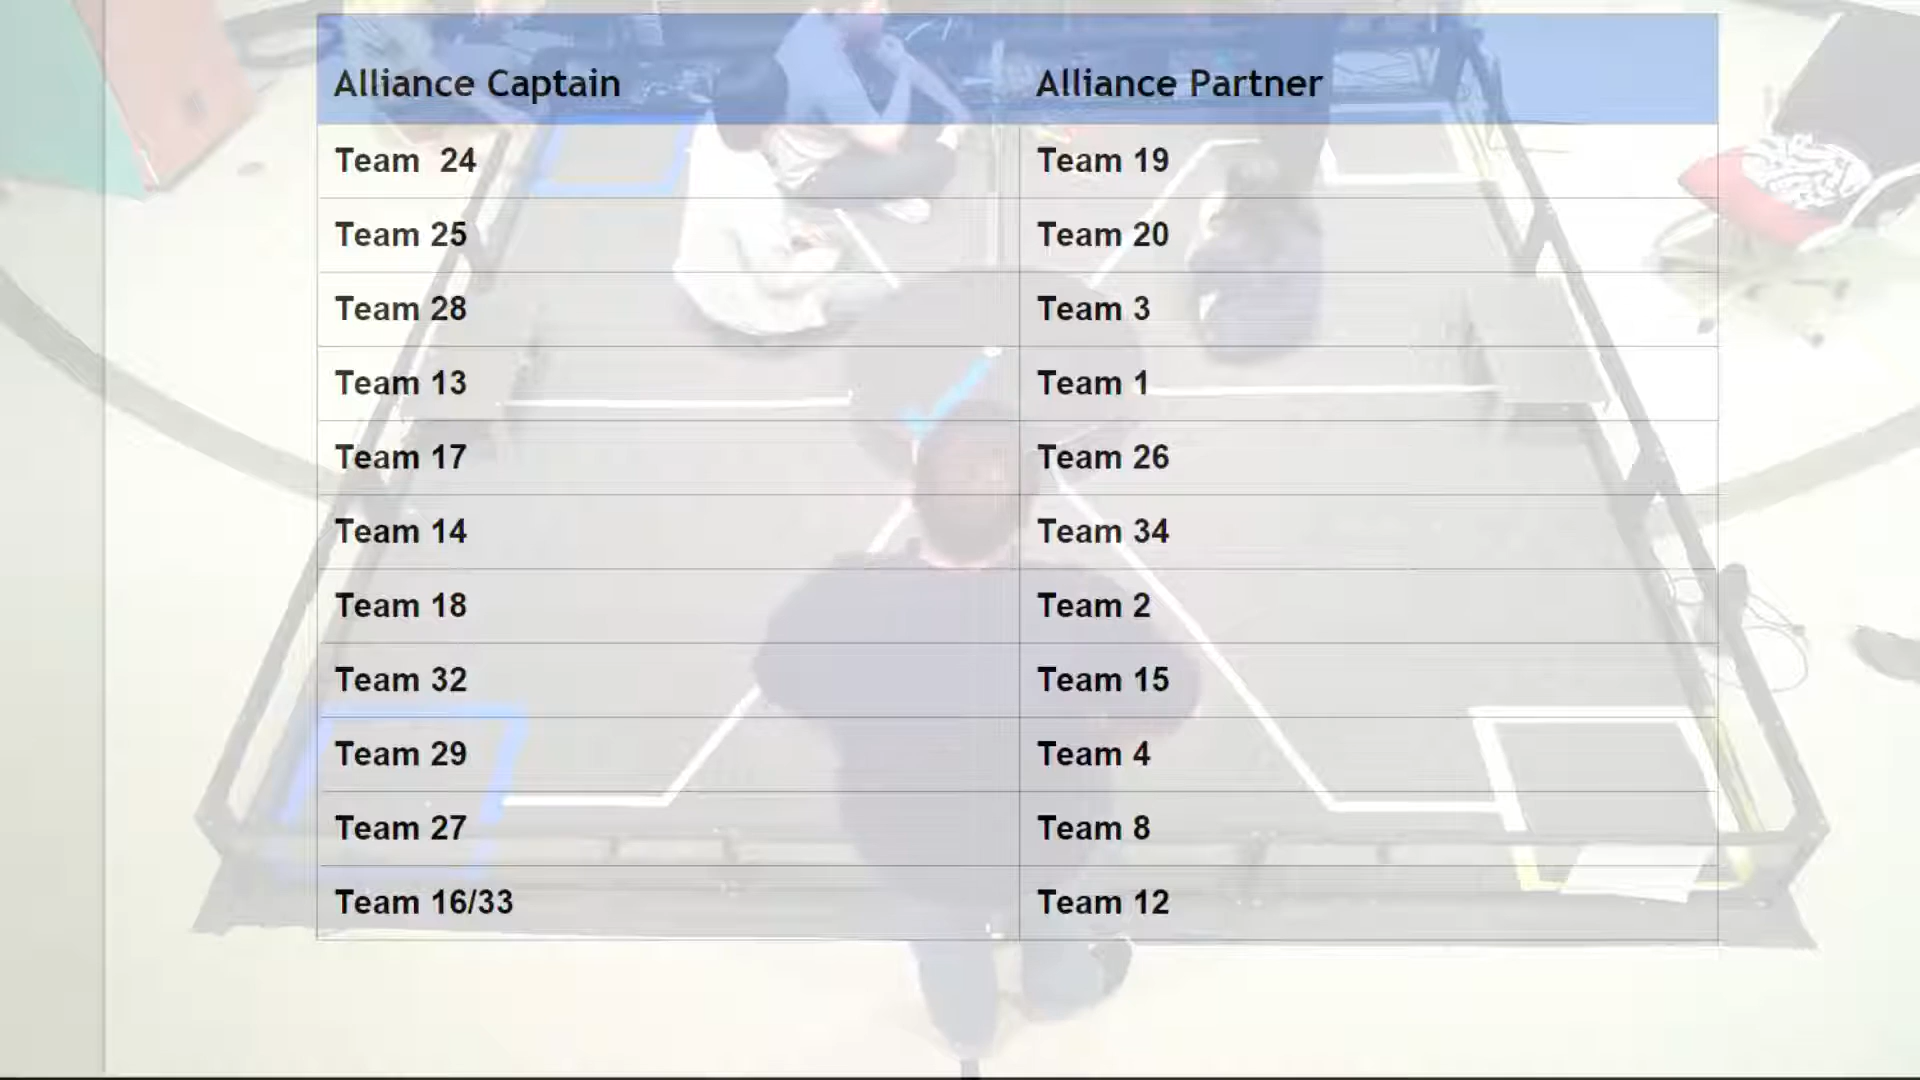 Alliance Captain Alliance Partner
Team 24 Team 19
Team 25 Team 20
Team 28 Team 3
Team 13 Team 1
Team 17 Team 26
Team 14 Team 34
Team 18 Team 2
Team 32 Team 15
Team 29 Team 4
Team 27 Team 8
Team 16/33 Team 12